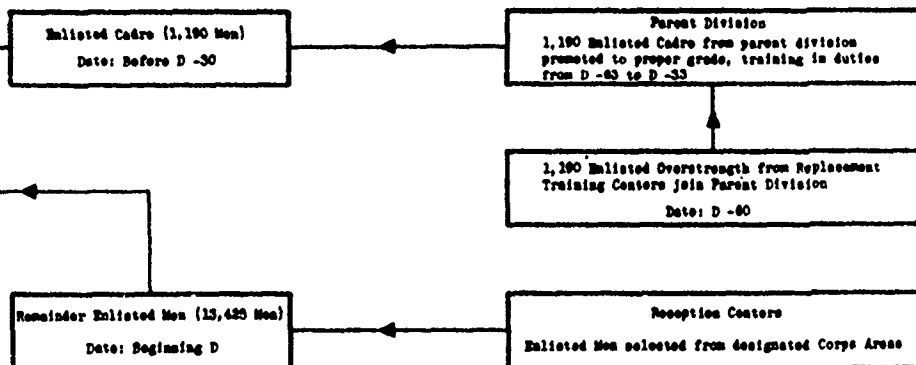 Enlisted Cadre (1,190 Men)
Date: Before D -30
Parent Division
1,190 Enlisted Cadre from parent division
promoted to proper grade, training in duties
from D -63 to D -33
1,190 Enlisted Overstrength from Replacement
Training Centers join Parent Division
Date: D -60
Remainder Enlisted Men (13,425 Men)
Date: Beginning D
Reception Centers
Enlisted Men selected from designated Corps Areas